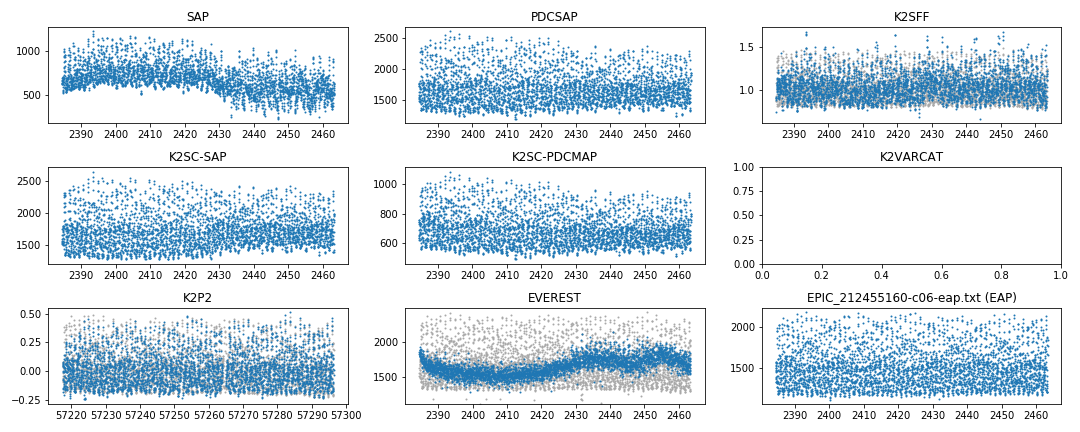 SAP PDCSAP K2SFF
1000
500
2390 2400 2410 2420 2430 2440 2450 2460
2500
2000
1500
2390 2400 2410 2420 2430 2440 2450 2460
1.5
1.0
2390 2400 2410 2420 2430 2440 2450 2460
K2SC-SAP K2SC-PDCMAP K2VARCAT
2500
2000
1500
2390 2400 2410 2420 2430 2440 2450 2460
1000
800
600
2390 2400 2410 2420 2430 2440 2450 2460
1.00
0.75
0.50
0.25
0.00
0.0 0.2 0.4 0.6 0.8 1.0
K2P2 EVEREST EPIC_212455160-c06-eap.txt (EAP)
0.50
0.25
0.00
−0.25
57220 57230 57240 57250 57260 57270 57280 57290 57300
2000
1500
2390 2400 2410 2420 2430 2440 2450 2460
2000
1500
2390 2400 2410 2420 2430 2440 2450 2460